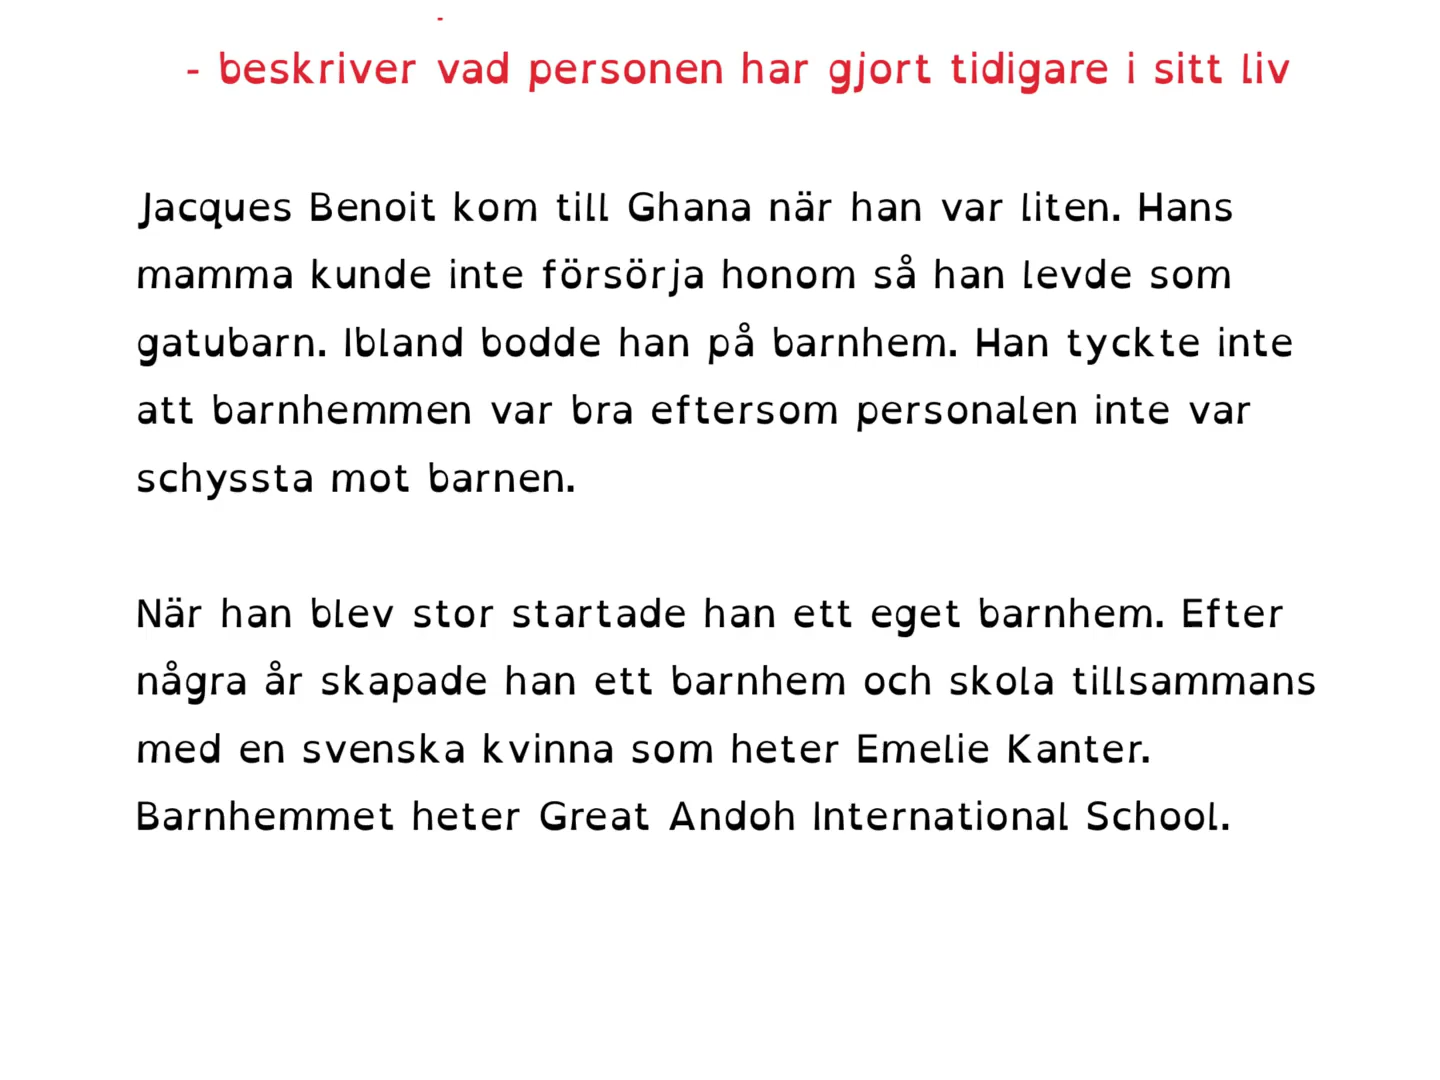 - beskriver vad personen har gjort tidigare i sitt liv
Jacques Benoit kom till Ghana när han var liten. Hans
mamma kunde inte försörja honom så han levde som
gatubarn. Ibland bodde han på barnhem. Han tyckte inte
att barnhemmen var bra eftersom personalen inte var
schyssta mot barnen.
När han blev stor startade han ett eget barnhem. Efter
några år skapade han ett barnhem och skola tillsammans
med en svenska kvinna som heter Emelie Kanter.
Barnhemmet heter Great Andoh International School.